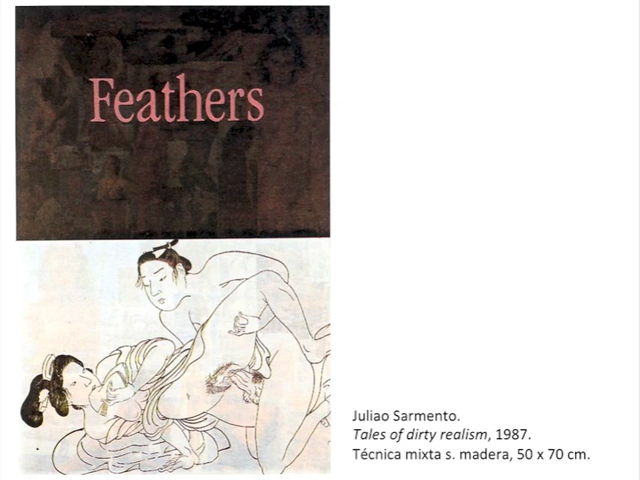 Feathers
Juliao Sarmento.
Tales of dirty realism, 1987.
Técnica mixta s. madera, 50 x 70 cm.